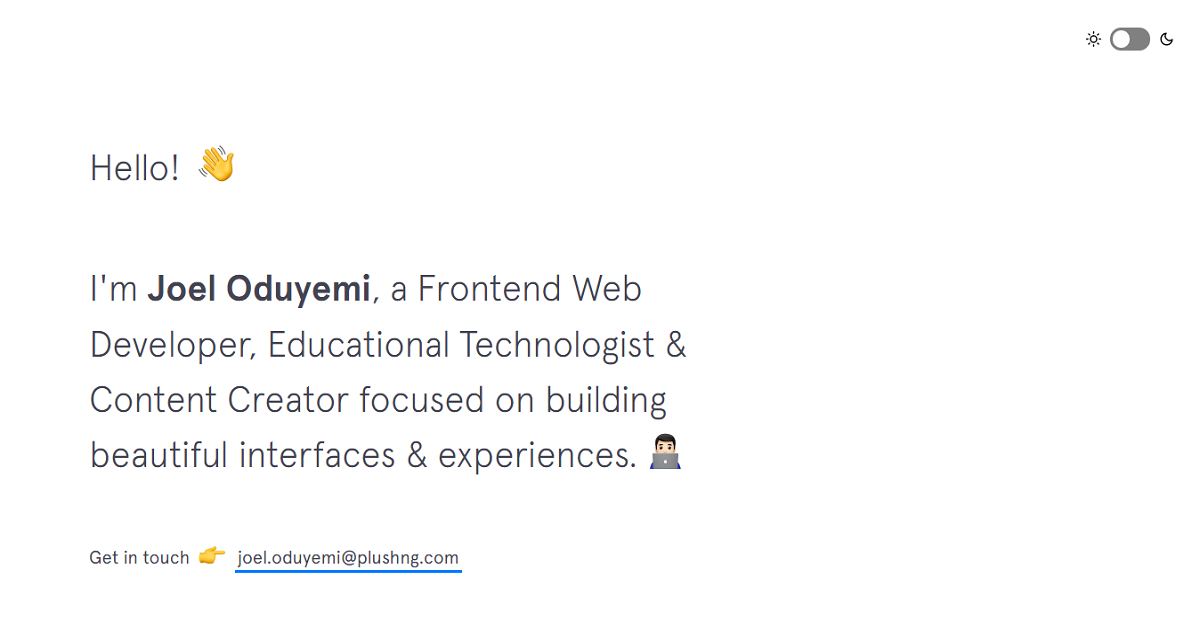 Hello! 👋
I'm Joel Oduyemi, a Frontend Web
Developer, Educational Technologist &
Content Creator focused on building
beautiful interfaces & experiences. 👨🏻‍💻
Get in touch 👉 joel.oduyemi@plushng.com